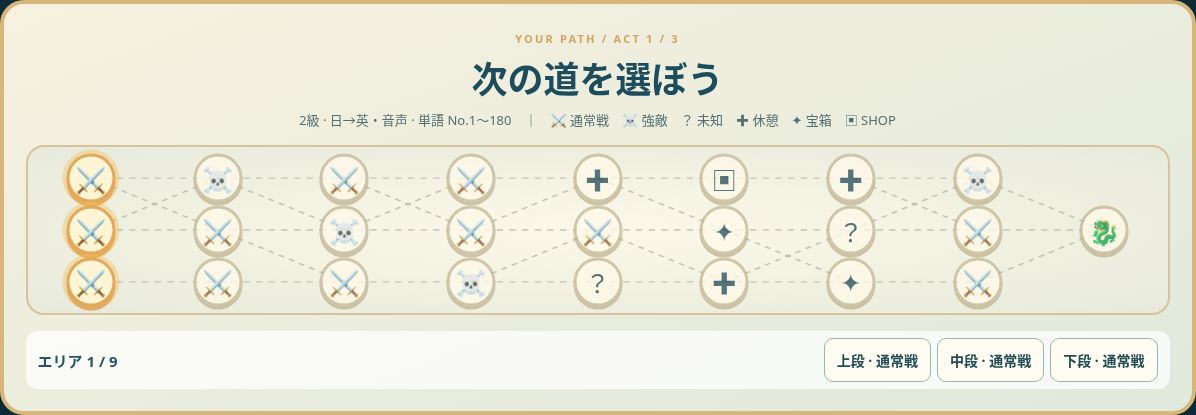 YOUR PATH / ACT 1 / 3
次の道を選ぼう
2級 · 日→英・音声 · 単語 No.1〜180 | ⚔️ 通常戦 ☠️ 強敵 ? 未知 ✚ 休憩 ✦ 宝箱 ▣ SHOP
?
?
エリア 1 / 9
上段 · 通常戦 中段 · 通常戦 下段 · 通常戦